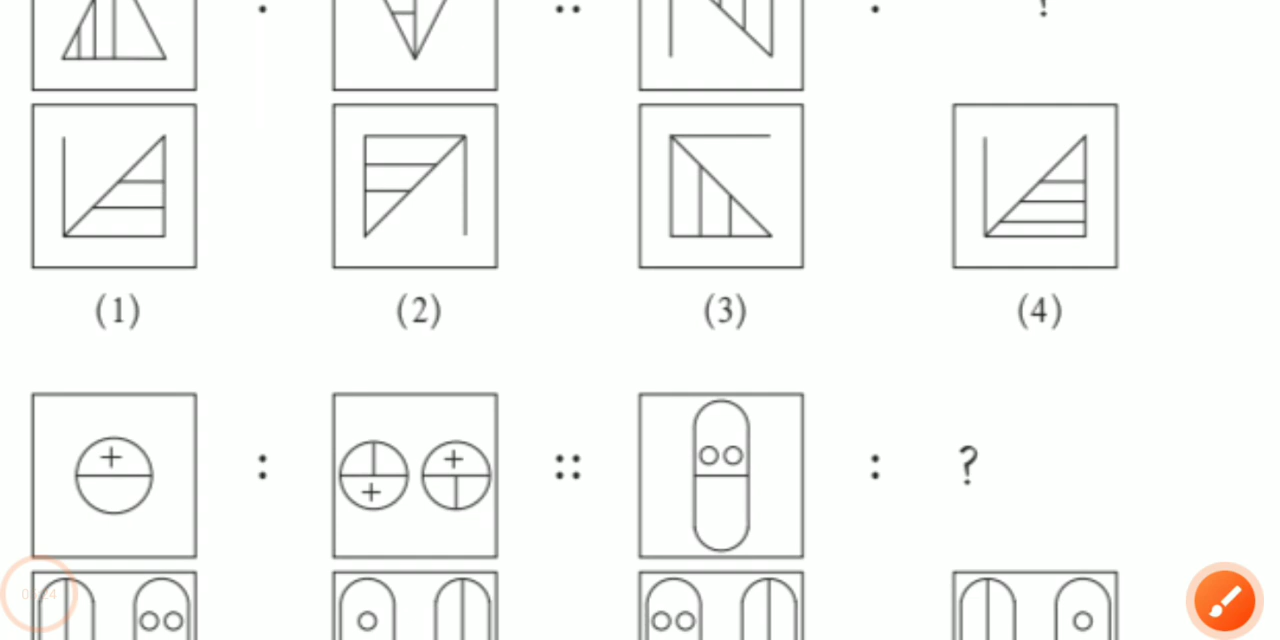 : :: : ?
(1) (2) (3) (4)
+ : + + :: : ?